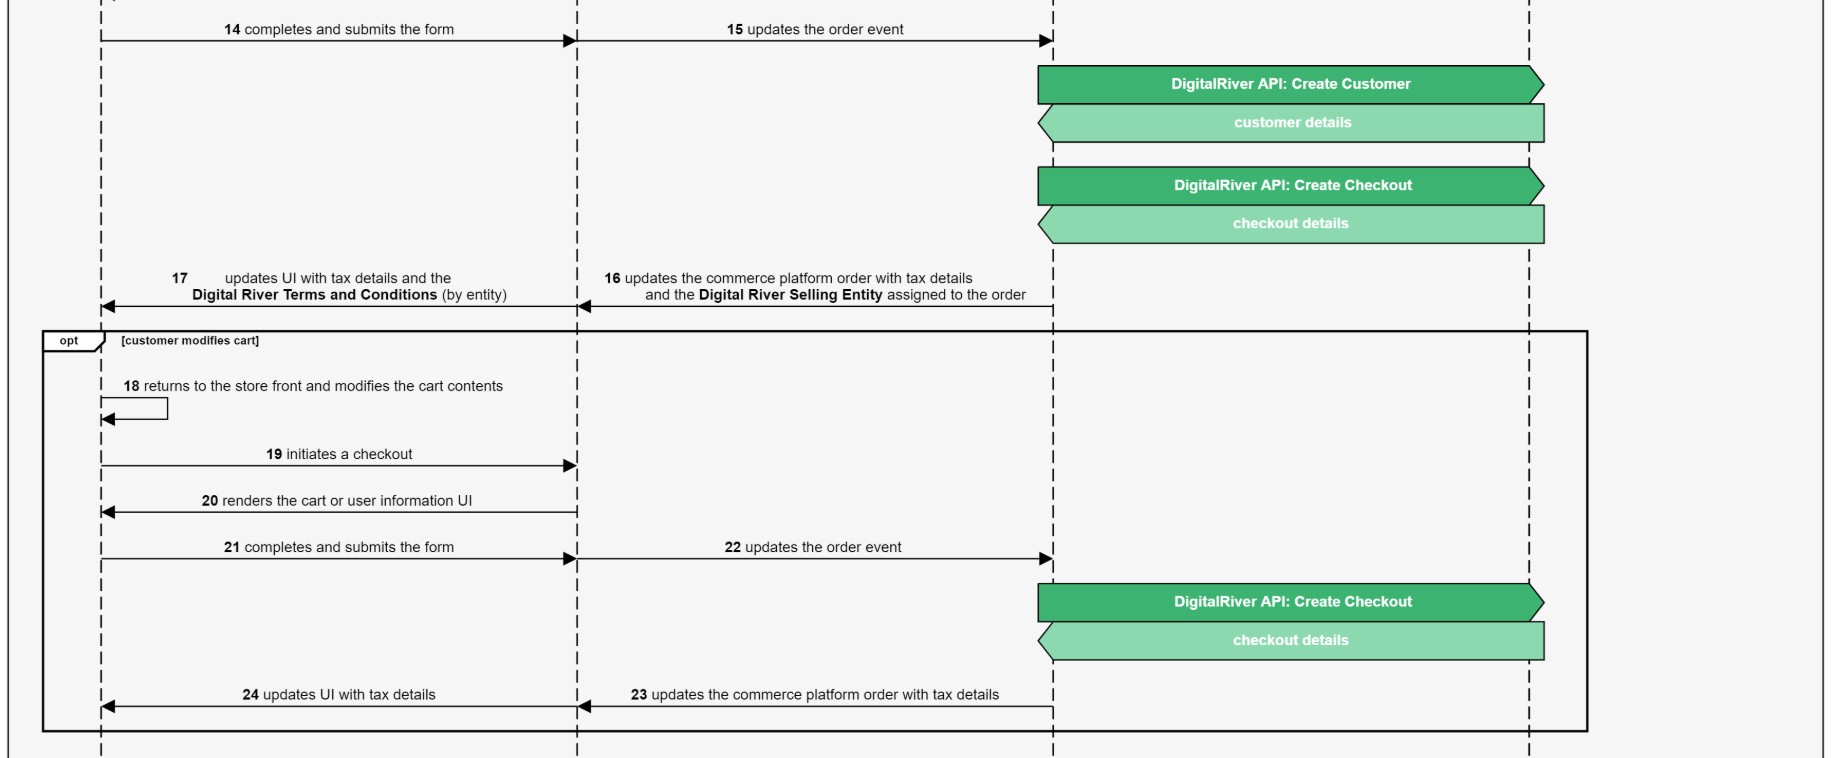 14 completes and submits the form
15 updates the order event
DigitalRiver API: Create Customer
customer details
DigitalRiver API: Create Checkout
checkout details
17 updates UI with tax details and the
Digital River Terms and Conditions (by entity)
16 updates the commerce platform order with tax details
and the Digital River Selling Entity assigned to the order
opt
[customer modifies cart]
18 returns to the store front and modifies the cart contents
19 initiates a checkout
20 renders the cart or user information UI
21 completes and submits the form
22 updates the order event
DigitalRiver API: Create Checkout
checkout details
24 updates UI with tax details
23 updates the commerce platform order with tax details